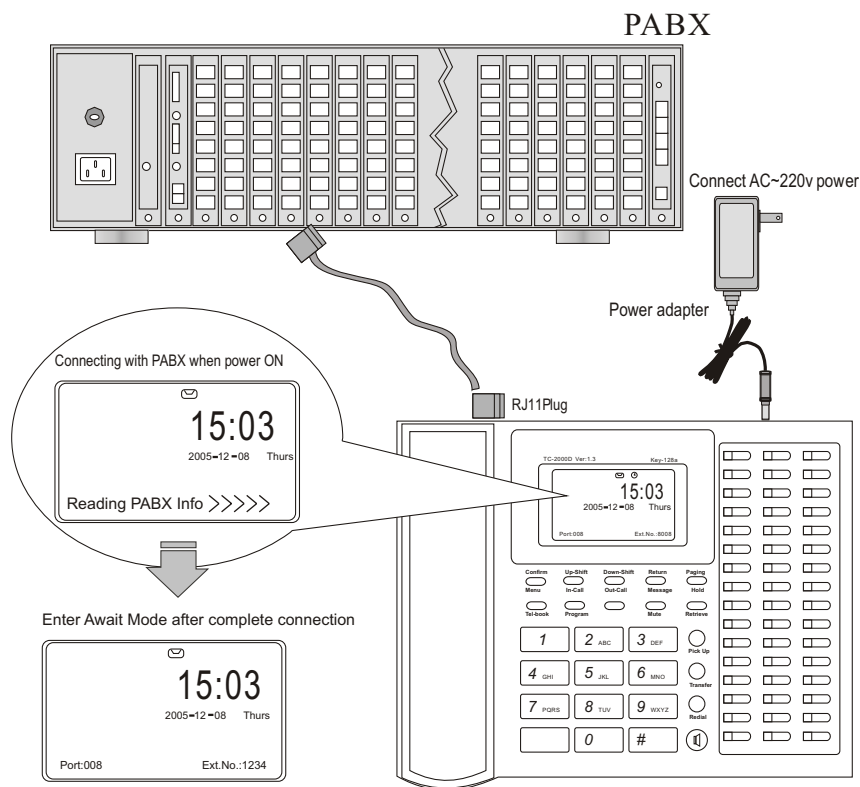 PABX
Connect AC~220v power
Power adapter
Connecting with PABX when power ON
15:03
2005-12-08 Thurs
Reading PABX Info >>>>>
RJ11Plug
TC-2000D Ver:1.3 Key-128a
15:03
2005-12-08 Thurs
Port:008 Ext.No.:8008
Confirm Up-Shift Down-Shift Return Paging
Menu In-Call Out-Call Message Hold
Tel-book Program Mute Retrieve
1 2 ABC 3 DEF
Pick Up
4 GHI 5 JKL 6 MNO
Transfer
7 PQRS 8 TUV 9 WXYZ
Redial
0 #
Enter Await Mode after complete connection
15:03
2005-12-08 Thurs
Port:008 Ext.No.:1234